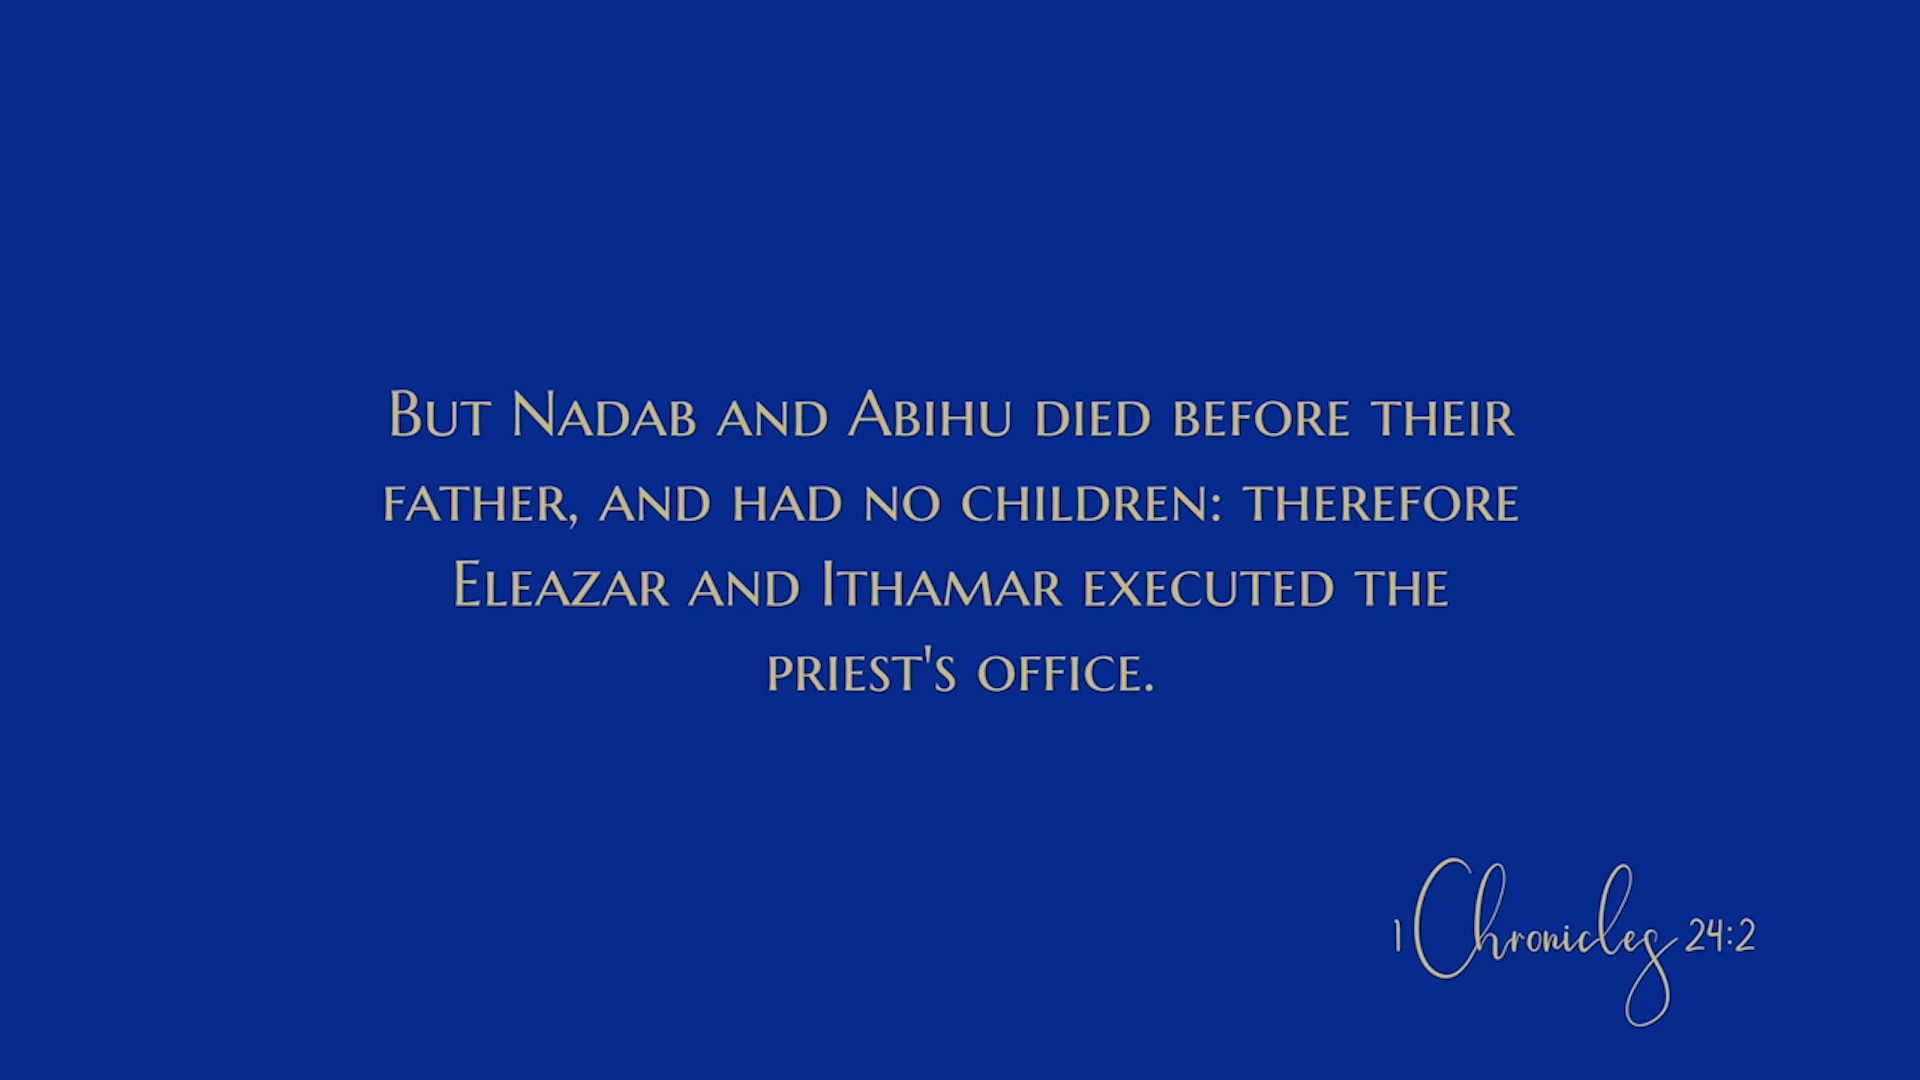 But Nadab and Abihu died before their
father, and had no children: therefore
Eleazar and Ithamar executed the
priest's office.
1 Chronicles 24:2